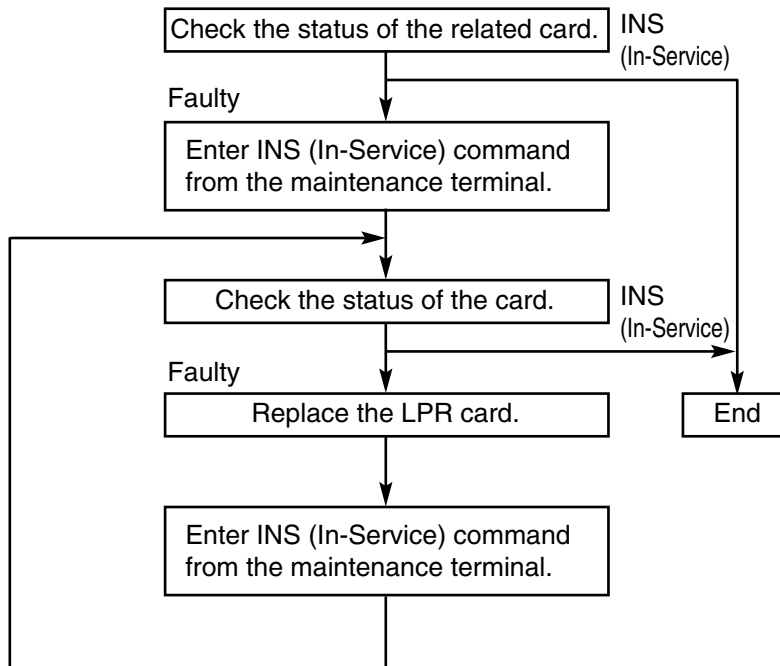 Check the status of the related card.
INS
(In-Service)
Faulty
Enter INS (In-Service) command
from the maintenance terminal.
Check the status of the card.
INS
(In-Service)
Faulty
Replace the LPR card.
End
Enter INS (In-Service) command
from the maintenance terminal.